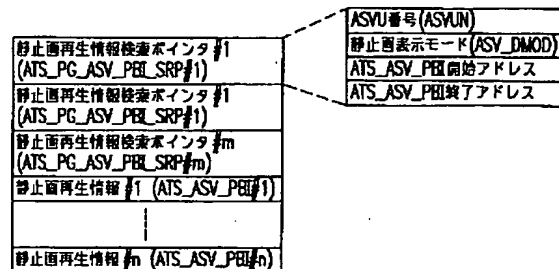 静止画再生情報検索ポインタ#1
(ATS_PG_ASV_PBI_SRP#1)
静止画再生情報検索ポインタ#1
(ATS_PG_ASV_PBI_SRP#1)
静止画再生情報検索ポインタ#m
(ATS_PG_ASV_PBI_SRP#m)
静止画再生情報#1 (ATS_ASV_PBI#1)
静止画再生情報#n (ATS_ASV_PBI#n)
ASVU番号(ASVUN)
静止画表示モード(ASV_DMOD)
ATS_ASV_PBI開始アドレス
ATS_ASV_PBI終了アドレス